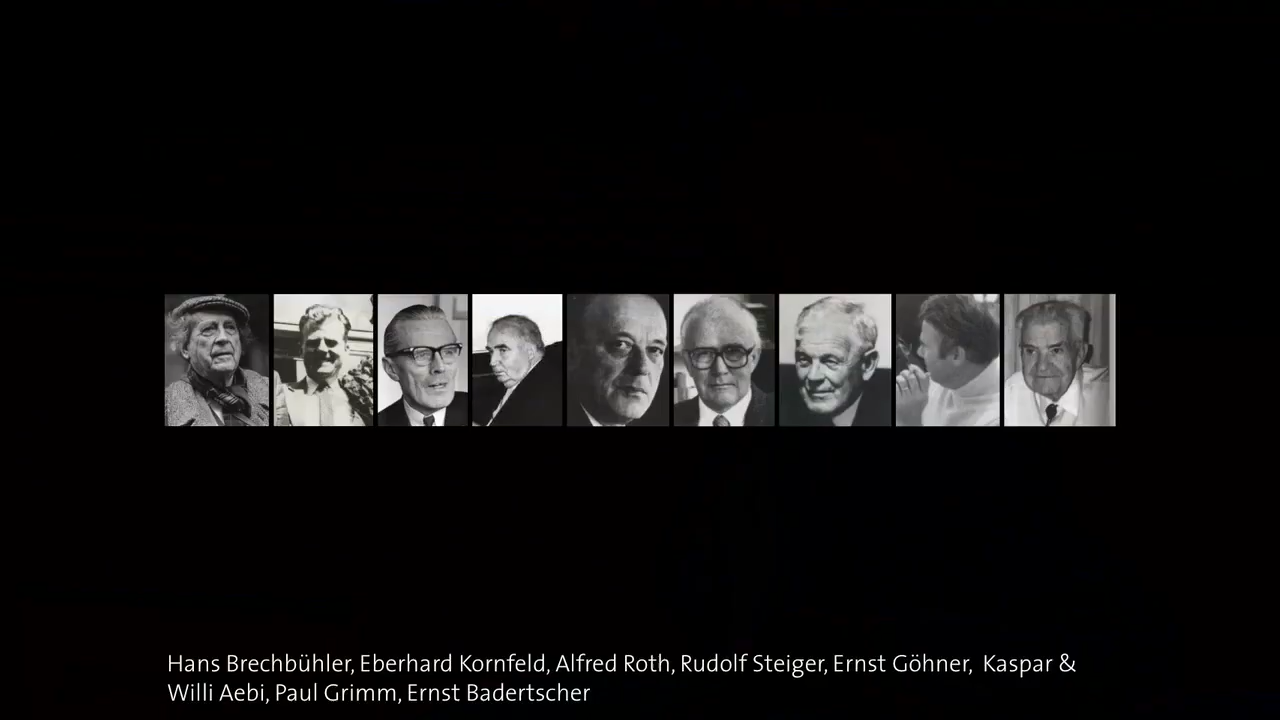 Hans Brechbühler, Eberhard Kornfeld, Alfred Roth, Rudolf Steiger, Ernst Göhner,  Kaspar &
Willi Aebi, Paul Grimm, Ernst Badertscher